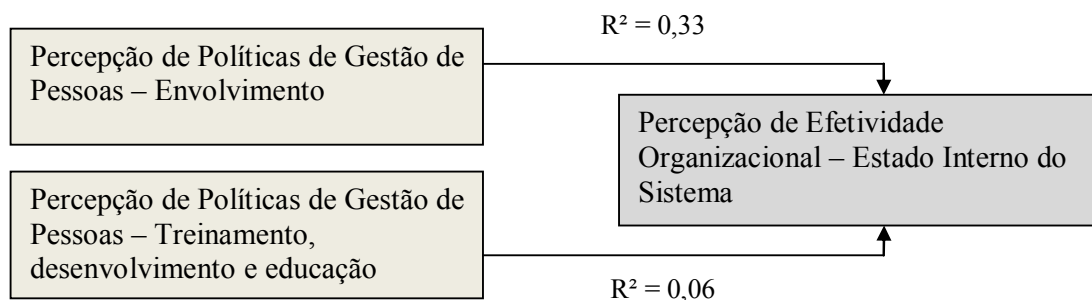 R² = 0,33
Percepção de Políticas de Gestão de
Pessoas – Envolvimento
Percepção de Efetividade
Organizacional – Estado Interno do
Sistema
Percepção de Políticas de Gestão de
Pessoas – Treinamento,
desenvolvimento e educação
R² = 0,06